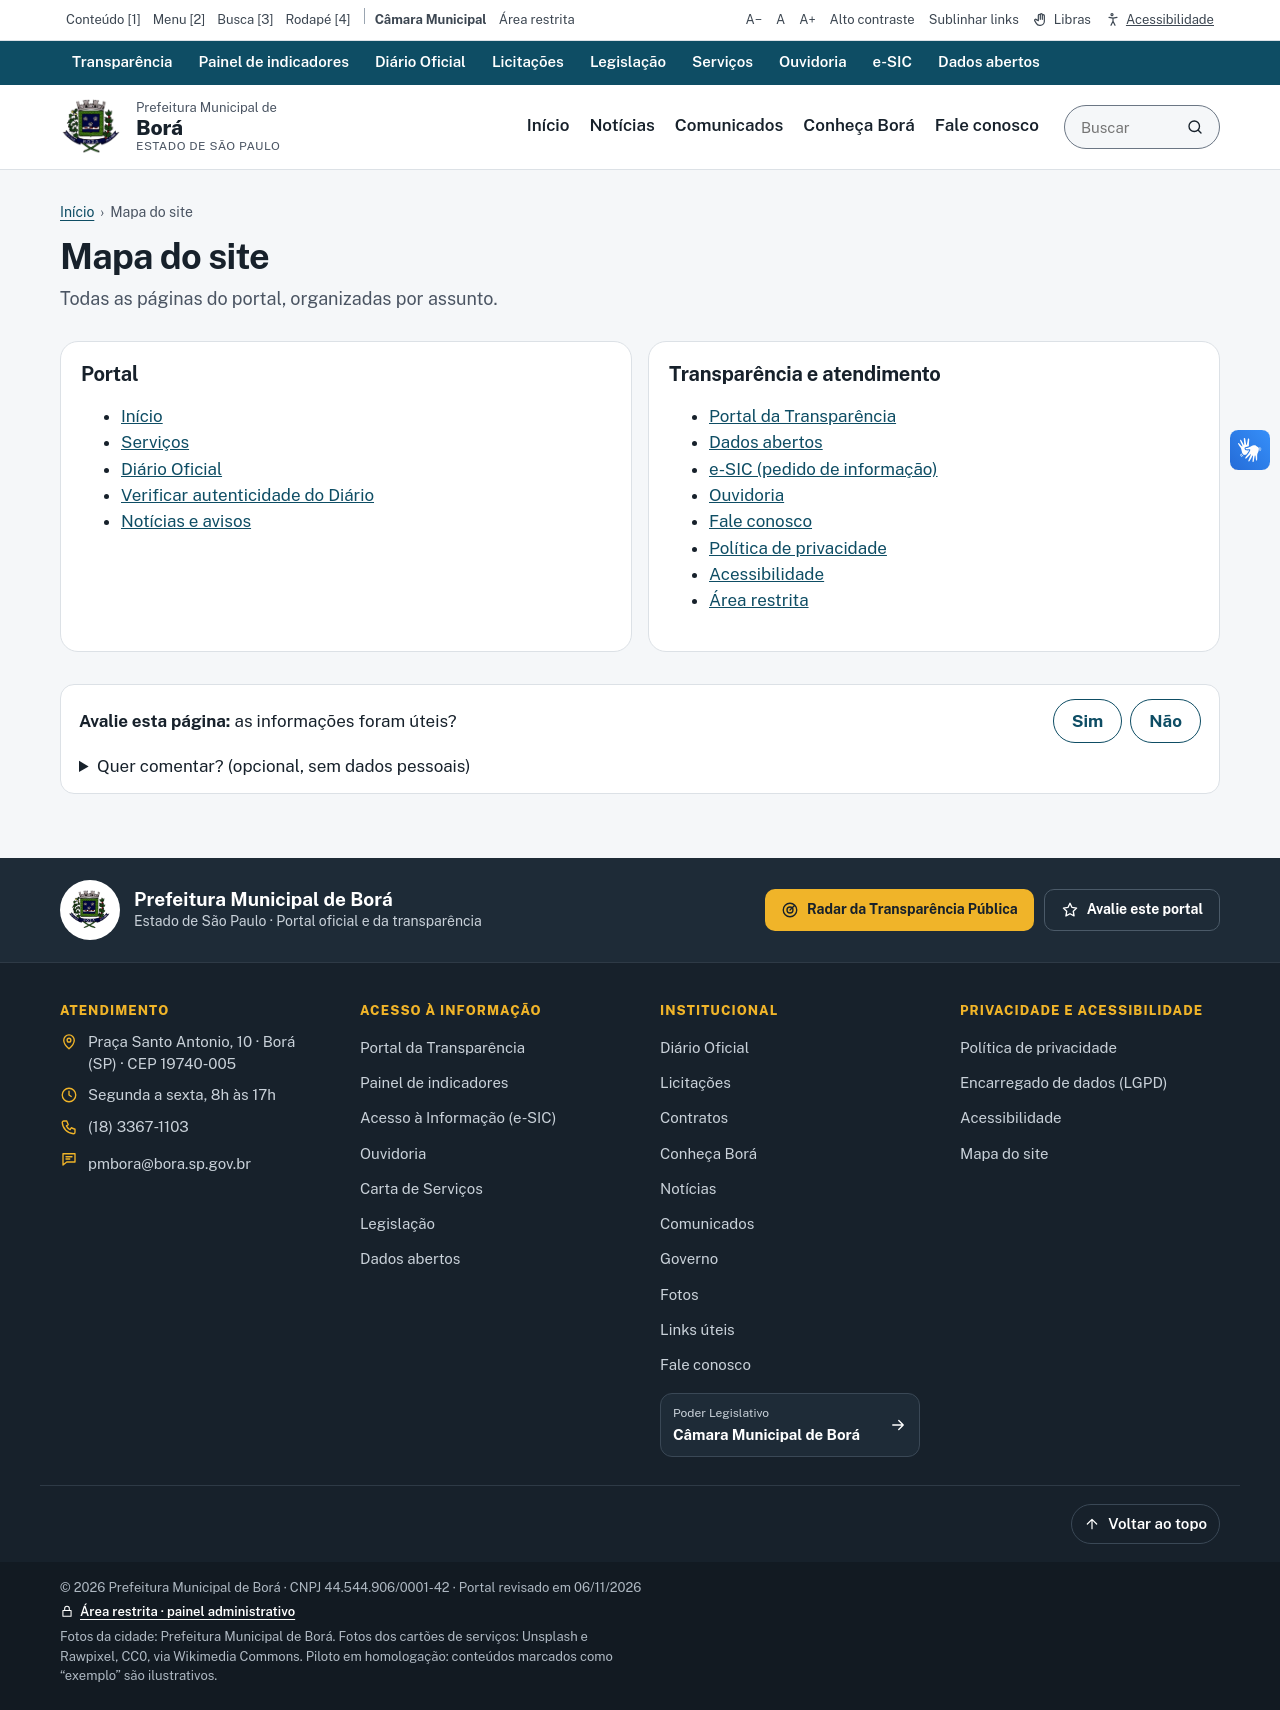 Conteúdo [1] Menu [2] Busca [3] Rodapé [4] Câmara Municipal Área restrita A− A A+ Alto contraste Sublinhar links Libras Acessibilidade
Transparência Painel de indicadores Diário Oficial Licitações Legislação Serviços Ouvidoria e-SIC Dados abertos
Prefeitura Municipal de
Borá
ESTADO DE SÃO PAULO
Início Notícias Comunicados Conheça Borá Fale conosco Buscar
Início › Mapa do site
Mapa do site
Todas as páginas do portal, organizadas por assunto.
Portal
Início
Serviços
Diário Oficial
Verificar autenticidade do Diário
Notícias e avisos
Transparência e atendimento
Portal da Transparência
Dados abertos
e-SIC (pedido de informação)
Ouvidoria
Fale conosco
Política de privacidade
Acessibilidade
Área restrita
Avalie esta página: as informações foram úteis?
Sim Não
Quer comentar? (opcional, sem dados pessoais)
Prefeitura Municipal de Borá
Estado de São Paulo · Portal oficial e da transparência
Radar da Transparência Pública Avalie este portal
ATENDIMENTO
Praça Santo Antonio, 10 · Borá
(SP) · CEP 19740-005
Segunda a sexta, 8h às 17h
(18) 3367-1103
pmbora@bora.sp.gov.br
ACESSO À INFORMAÇÃO
Portal da Transparência
Painel de indicadores
Acesso à Informação (e-SIC)
Ouvidoria
Carta de Serviços
Legislação
Dados abertos
INSTITUCIONAL
Diário Oficial
Licitações
Contratos
Conheça Borá
Notícias
Comunicados
Governo
Fotos
Links úteis
Fale conosco
Poder Legislativo
Câmara Municipal de Borá
PRIVACIDADE E ACESSIBILIDADE
Política de privacidade
Encarregado de dados (LGPD)
Acessibilidade
Mapa do site
Voltar ao topo
© 2026 Prefeitura Municipal de Borá · CNPJ 44.544.906/0001-42 · Portal revisado em 06/11/2026
Área restrita · painel administrativo
Fotos da cidade: Prefeitura Municipal de Borá. Fotos dos cartões de serviços: Unsplash e
Rawpixel, CC0, via Wikimedia Commons. Piloto em homologação: conteúdos marcados como
“exemplo” são ilustrativos.